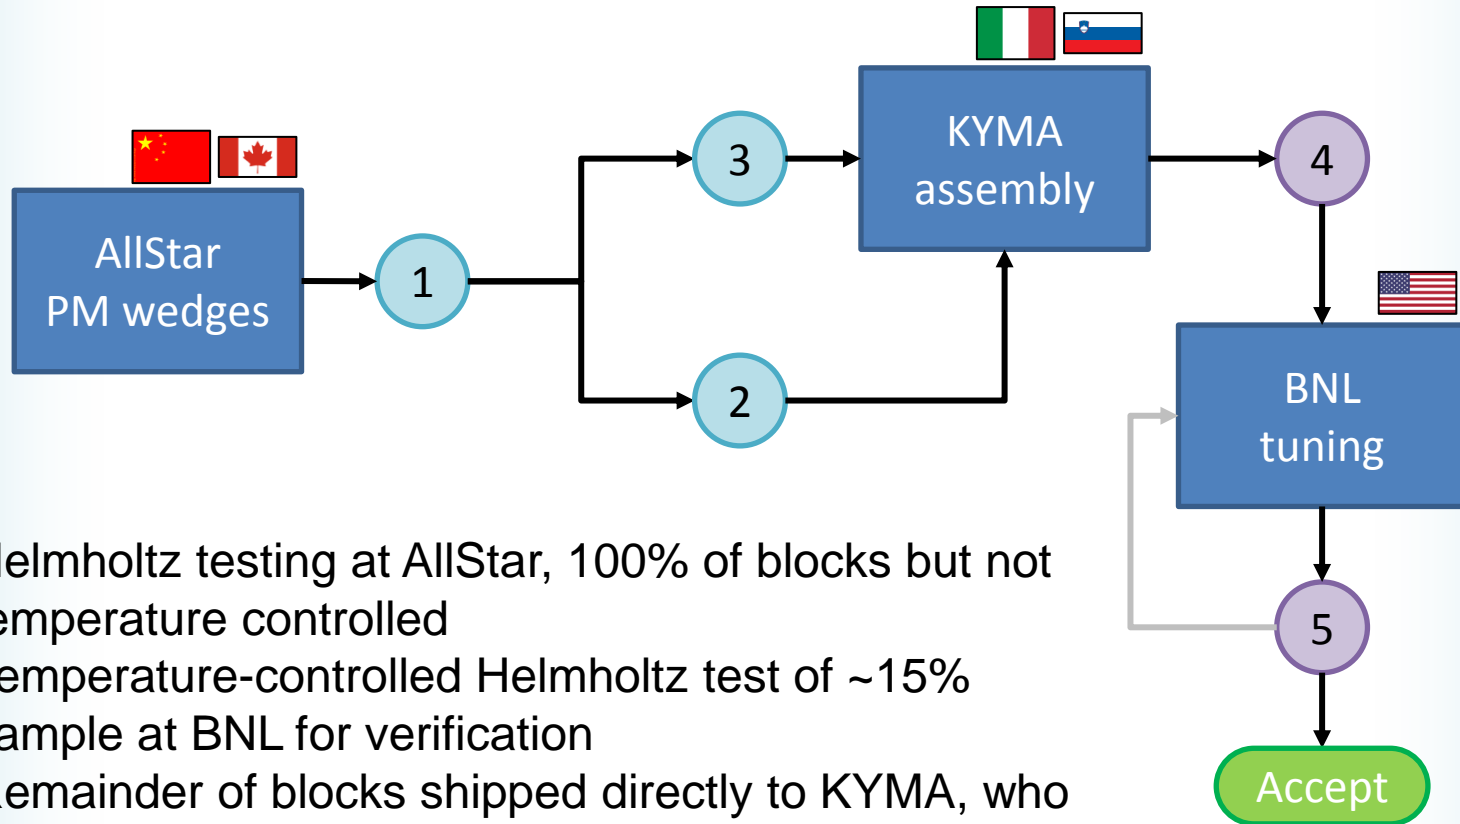 AllStar
PM wedges
1
3
2
KYMA
assembly
4
BNL
tuning
5
Accept
elmholtz testing at AllStar, 100% of blocks but not
emperature controlled
emperature-controlled Helmholtz test of ~15%
ample at BNL for verification
emainder of blocks shipped directly to KYMA, who